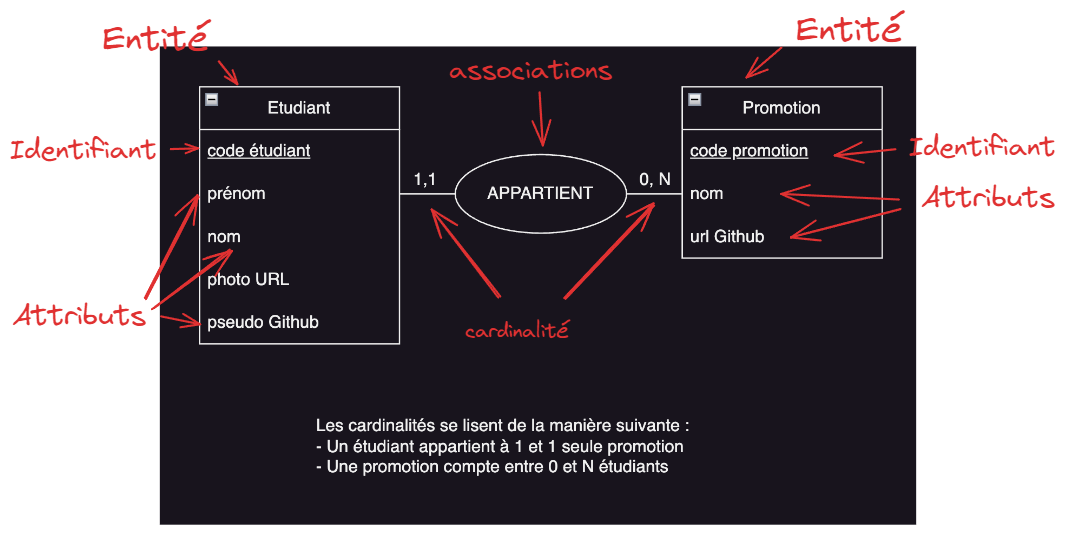 Entité
Entité
associations
Etudiant
Promotion
Identifiant
code étudiant
code promotion
Identifiant
1,1
APPARTIENT
0, N
prénom
nom
Attributs
nom
url Github
photo URL
Attributs
pseudo Github
cardinalité
Les cardinalités se lisent de la manière suivante :
- Un étudiant appartient à 1 et 1 seule promotion
- Une promotion compte entre 0 et N étudiants